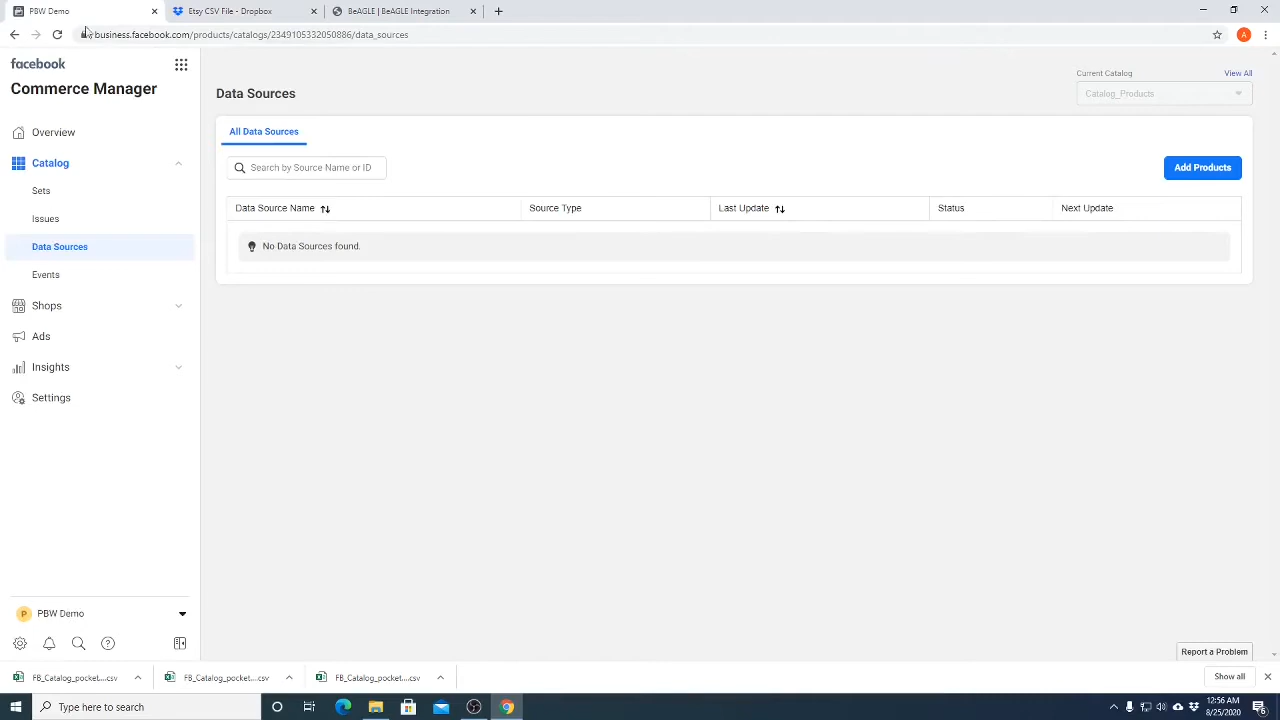 PBW Demo
Etsy CSV File - Dropbox
BeAGLE | BeAGLE Integration
business.facebook.com/products/catalogs/2349105332050886/data_sources
A
facebook
Commerce Manager
Overview
Catalog
Sets
Issues
Data Sources
Events
Shops
Ads
Insights
Settings
P PBW Demo
Data Sources
Current Catalog
View All
Catalog_Products
All Data Sources
Search by Source Name or ID
Add Products
Data Source Name
Source Type
Last Update
Status
Next Update
No Data Sources found.
Report a Problem
FB_Catalog_pocket....csv
FB_Catalog_pocket....csv
FB_Catalog_pocket....csv
Show all
Type here to search
12:56 AM
8/25/2020